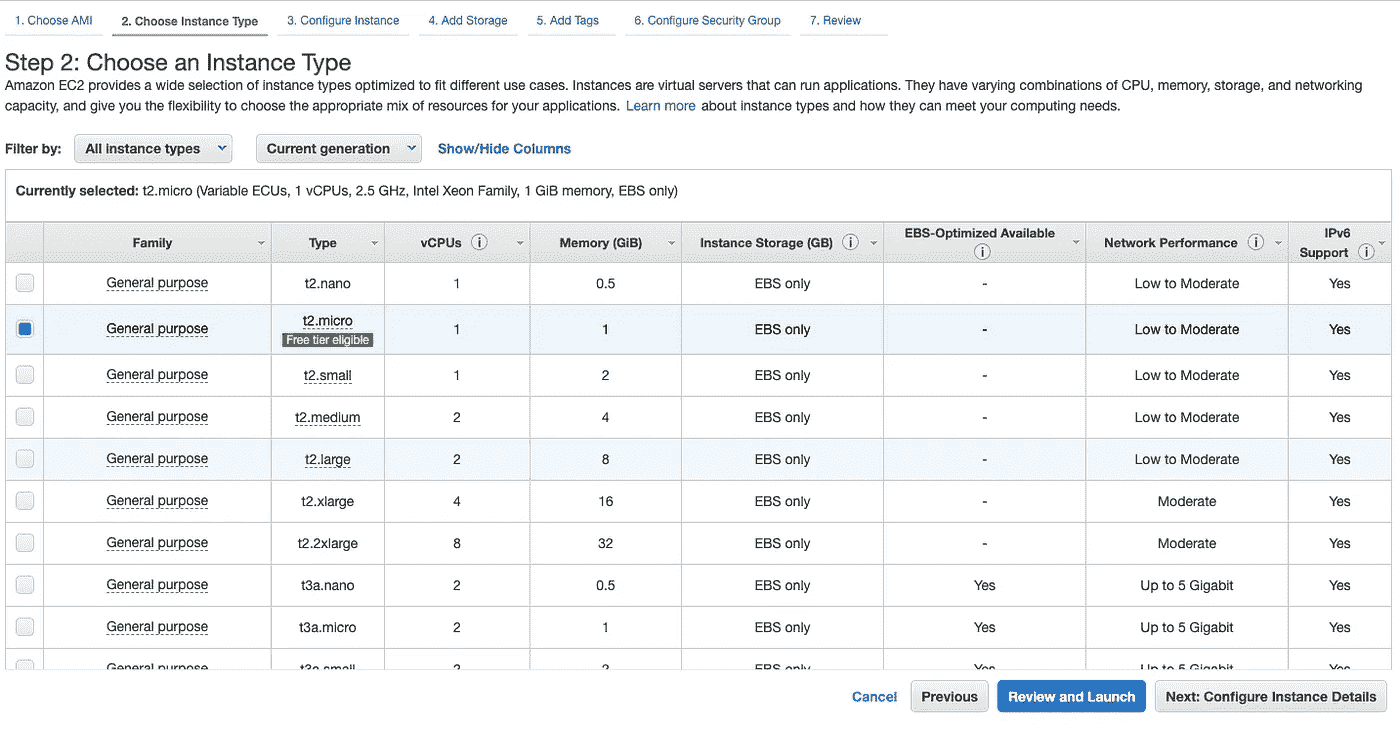 1. Choose AMI 2. Choose Instance Type 3. Configure Instance 4. Add Storage 5. Add Tags 6. Configure Security Group 7. Review
Step 2: Choose an Instance Type
Amazon EC2 provides a wide selection of instance types optimized to fit different use cases. Instances are virtual servers that can run applications. They have varying combinations of CPU, memory, storage, and networking
capacity, and give you the flexibility to choose the appropriate mix of resources for your applications. Learn more about instance types and how they can meet your computing needs.
Filter by: All instance types Current generation Show/Hide Columns
Currently selected: t2.micro (Variable ECUs, 1 vCPUs, 2.5 GHz, Intel Xeon Family, 1 GiB memory, EBS only)
Family Type vCPUs Memory (GiB) Instance Storage (GB) EBS-Optimized Available Network Performance IPv6 Support
General purpose t2.nano 1 0.5 EBS only - Low to Moderate Yes
General purpose t2.micro 1 1 EBS only - Low to Moderate Yes
Free tier eligible
General purpose t2.small 1 2 EBS only - Low to Moderate Yes
General purpose t2.medium 2 4 EBS only - Low to Moderate Yes
General purpose t2.large 2 8 EBS only - Low to Moderate Yes
General purpose t2.xlarge 4 16 EBS only - Moderate Yes
General purpose t2.2xlarge 8 32 EBS only - Moderate Yes
General purpose t3a.nano 2 0.5 EBS only Yes Up to 5 Gigabit Yes
General purpose t3a.micro 2 1 EBS only Yes Up to 5 Gigabit Yes
General purpose t3a.small 2 2 EBS only Yes Up to 5 Gigabit Yes
Cancel Previous Review and Launch Next: Configure Instance Details